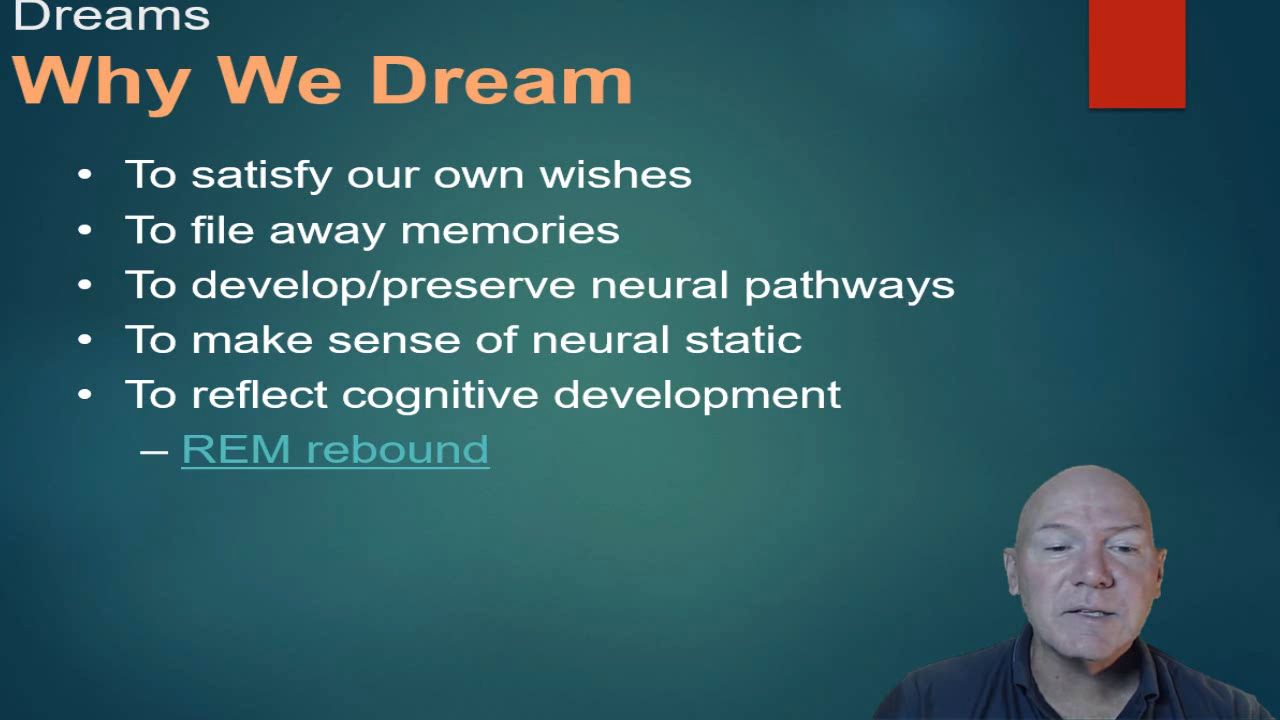 Dreams
Why We Dream
• To satisfy our own wishes
• To file away memories
• To develop/preserve neural pathways
• To make sense of neural static
• To reflect cognitive development
– REM rebound